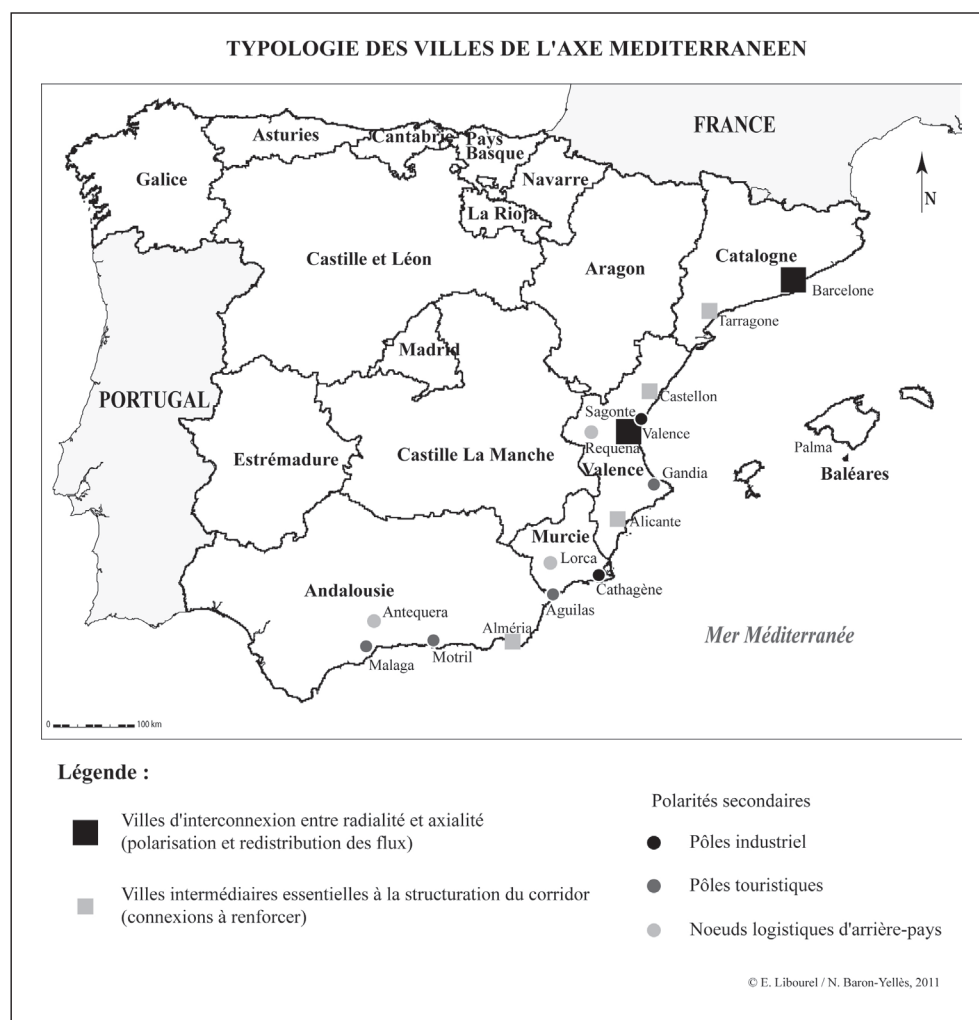 TYPOLOGIE DES VILLES DE L'AXE MEDITERRANEEN
FRANCE
Asturies
Cantabrie
Pays
Basque
Galice
Navarre
N
La Rioja
Castille et Léon
Catalogne
Aragon
Barcelone
Tarragone
Madrid
PORTUGAL
Castellon
Sagonte
Valence
Palma
Requena
Estrémadure
Castille La Manche
Valence
Gandia
Baléares
Alicante
Murcie
Lorca
Cathagène
Andalousie
Aguilas
Antequera
Alméria
Mer Méditerranée
Malaga
Motril
0 100 km
Légende :
Villes d'interconnexion entre radialité et axialité
(polarisation et redistribution des flux)
Villes intermédiaires essentielles à la structuration du corridor
(connexions à renforcer)
Polarités secondaires
Pôles industriel
Pôles touristiques
Noeuds logistiques d'arrière-pays
© E. Libourel / N. Baron-Yellès, 2011